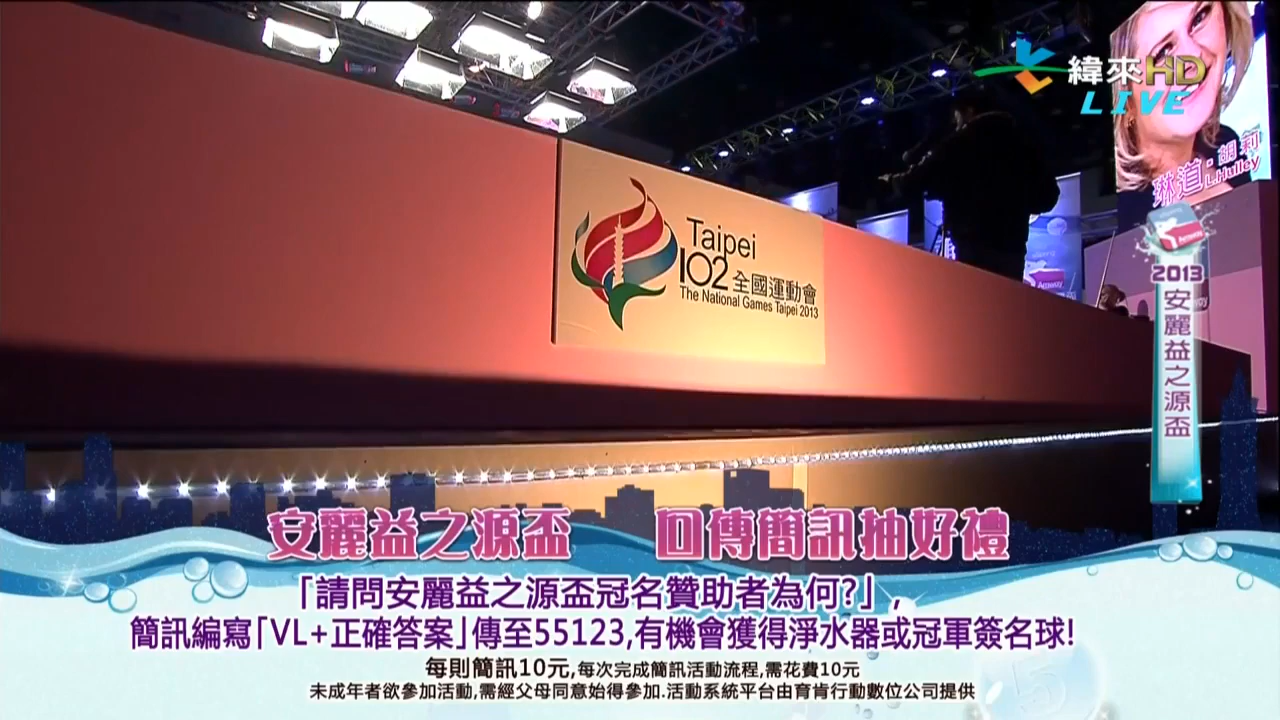 緯來HD
LIVE
琳道·胡莉
L.Hulley
Taipei
102 全國運動會
The National Games Taipei 2013
Amway
Amway
2013
安麗益之源盃
安麗益之源盃 回傳簡訊抽好禮
「請問安麗益之源盃冠名贊助者為何?」,
簡訊編寫「VL+正確答案」傳至55123,有機會獲得淨水器或冠軍簽名球!
每則簡訊10元,每次完成簡訊活動流程,需花費10元
未成年者欲參加活動,需經父母同意始得參加.活動系統平台由育肯行動數位公司提供